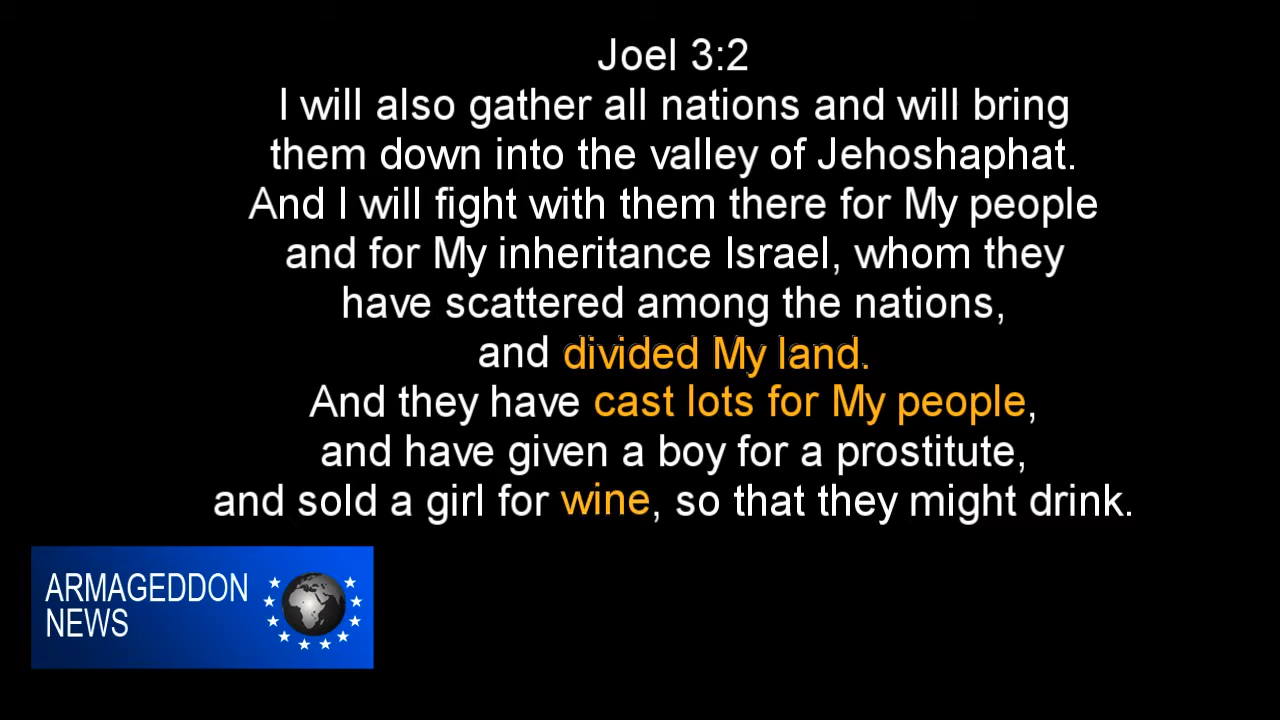 Joel 3:2
I will also gather all nations and will bring
them down into the valley of Jehoshaphat.
And I will fight with them there for My people
and for My inheritance Israel, whom they
have scattered among the nations,
and divided My land.
And they have cast lots for My people,
and have given a boy for a prostitute,
and sold a girl for wine, so that they might drink.
ARMAGEDDON
NEWS